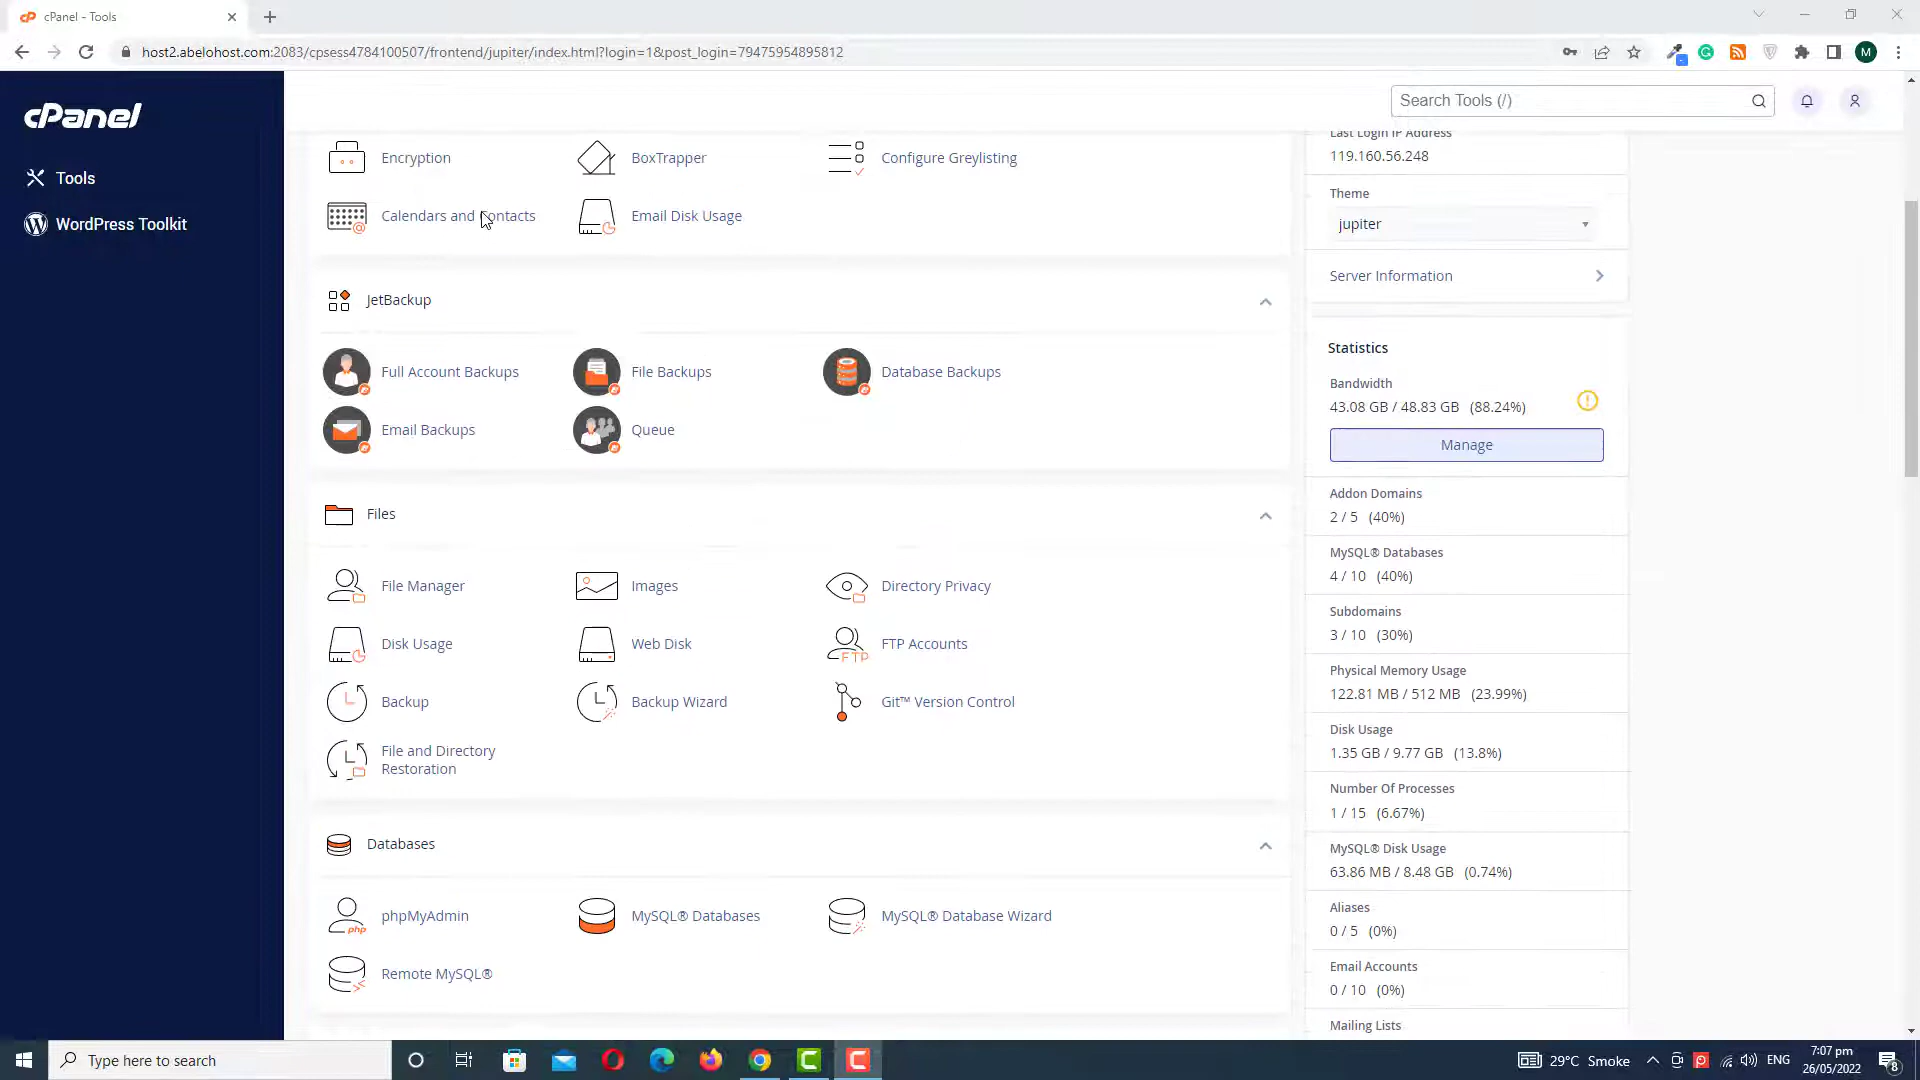 cPanel - Tools
host2.abelohost.com:2083/cpsess4784100507/frontend/jupiter/index.html?login=1&post_login=79475954895812
M
cPanel
Tools
WordPress Toolkit
Search Tools (/)
Encryption
BoxTrapper
Configure Greylisting
Calendars and Contacts
Email Disk Usage
JetBackup
Full Account Backups
File Backups
Database Backups
Email Backups
Queue
Files
File Manager
Images
Directory Privacy
Disk Usage
Web Disk
FTP
FTP Accounts
Backup
Backup Wizard
Git™ Version Control
File and Directory
Restoration
Databases
php
phpMyAdmin
MySQL® Databases
MySQL® Database Wizard
Remote MySQL®
Last Login IP Address
119.160.56.248
Theme
jupiter
Server Information
Statistics
Bandwidth
43.08 GB / 48.83 GB (88.24%)
Manage
Addon Domains
2 / 5 (40%)
MySQL® Databases
4 / 10 (40%)
Subdomains
3 / 10 (30%)
Physical Memory Usage
122.81 MB / 512 MB (23.99%)
Disk Usage
1.35 GB / 9.77 GB (13.8%)
Number Of Processes
1 / 15 (6.67%)
MySQL® Disk Usage
63.86 MB / 8.48 GB (0.74%)
Aliases
0 / 5 (0%)
Email Accounts
0 / 10 (0%)
Mailing Lists
Type here to search
29°C Smoke
ENG
7:07 pm
26/05/2022
8